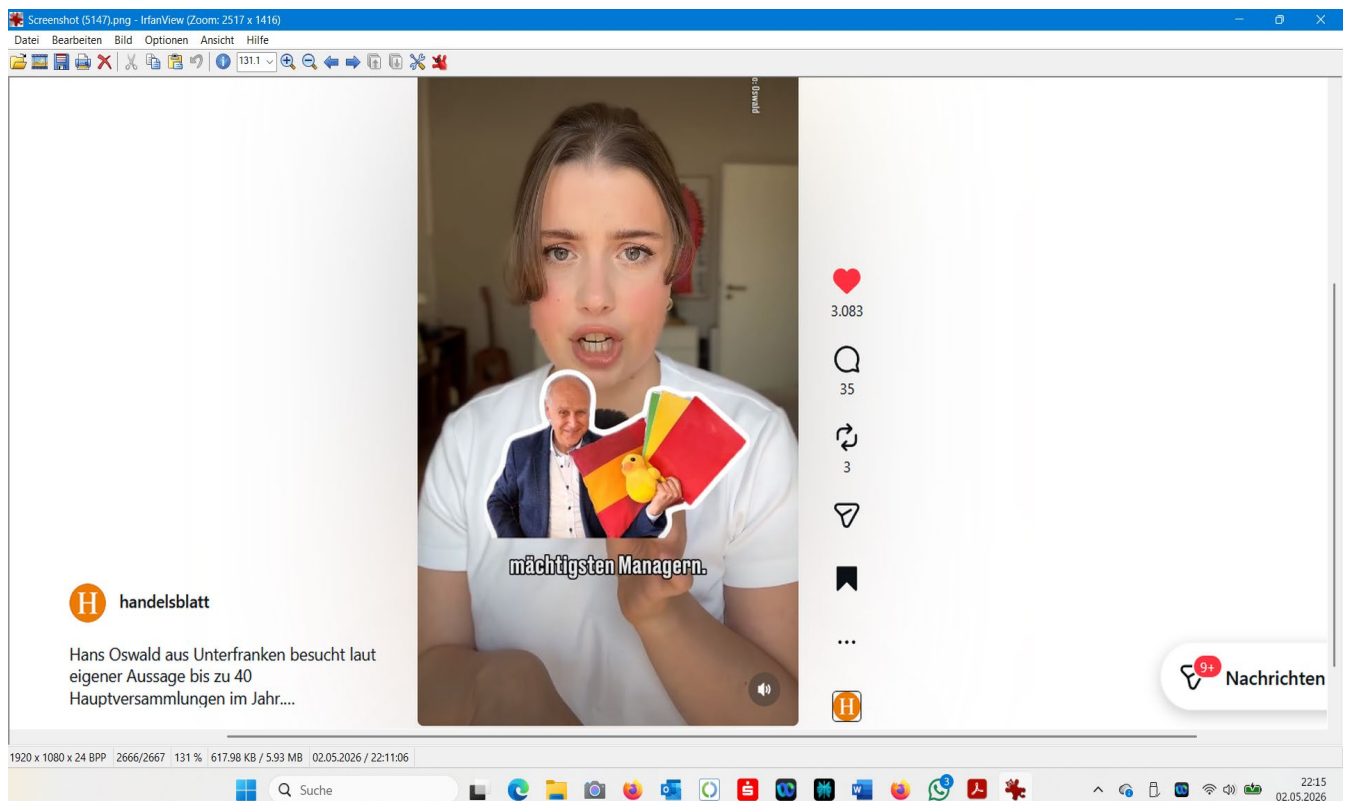 Screenshot (5147).png - IrfanView (Zoom: 2517 x 1416)
Datei Bearbeiten Bild Optionen Ansicht Hilfe
131.1
o: Oswald
3.083
35
3
mächtigsten Managern.
H handelsblatt
Hans Oswald aus Unterfranken besucht laut
eigener Aussage bis zu 40
Hauptversammlungen im Jahr....
9+ Nachrichten
H
1920 x 1080 x 24 BPP 2666/2667 131 % 617.98 KB / 5.93 MB 02.05.2026 / 22:11:06
Suche
3
22:15
02.05.2026